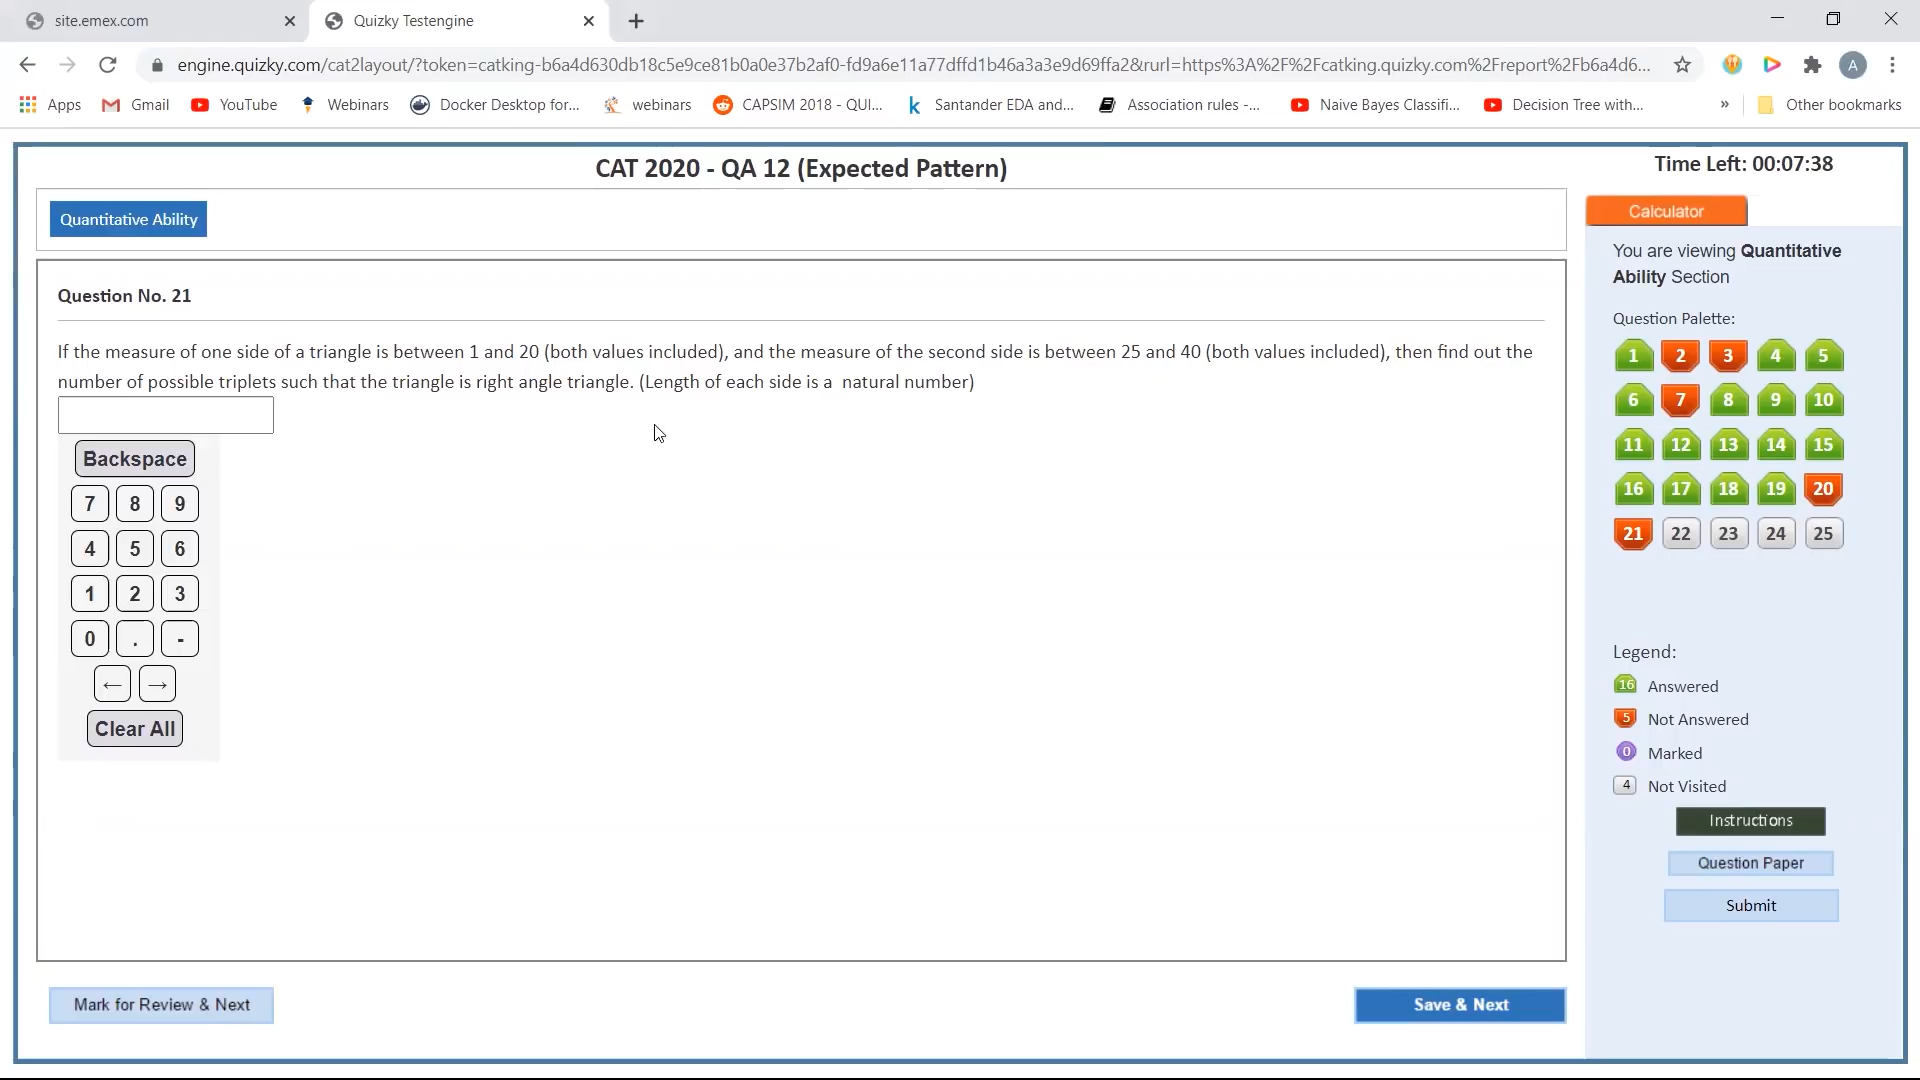 site.emex.com
Quizky Testengine
engine.quizky.com/cat2layout/?token=catking-b6a4d630db18c5e9ce81b0a0e37b2af0-fd9a6e11a77dffd1b46a3a3e9d69ffa2&rurl=https%3A%2F%2Fcatking.quizky.com%2Freport%2Fb6a4d6...
A
Apps
Gmail
YouTube
Webinars
Docker Desktop for...
webinars
CAPSIM 2018 - QUI...
Santander EDA and...
Association rules -...
Naive Bayes Classifi...
Decision Tree with...
»
Other bookmarks
CAT 2020 - QA 12 (Expected Pattern)
Time Left: 00:07:38
Quantitative Ability
Calculator
You are viewing Quantitative
Ability Section
Question Palette:
1 2 3 4 5
6 7 8 9 10
11 12 13 14 15
16 17 18 19 20
21 22 23 24 25
Question No. 21
If the measure of one side of a triangle is between 1 and 20 (both values included), and the measure of the second side is between 25 and 40 (both values included), then find out the
number of possible triplets such that the triangle is right angle triangle. (Length of each side is a natural number)
Backspace
7 8 9
4 5 6
1 2 3
0 . -
← →
Clear All
Legend:
16 Answered
5 Not Answered
0 Marked
4 Not Visited
Instructions
Question Paper
Submit
Mark for Review & Next
Save & Next